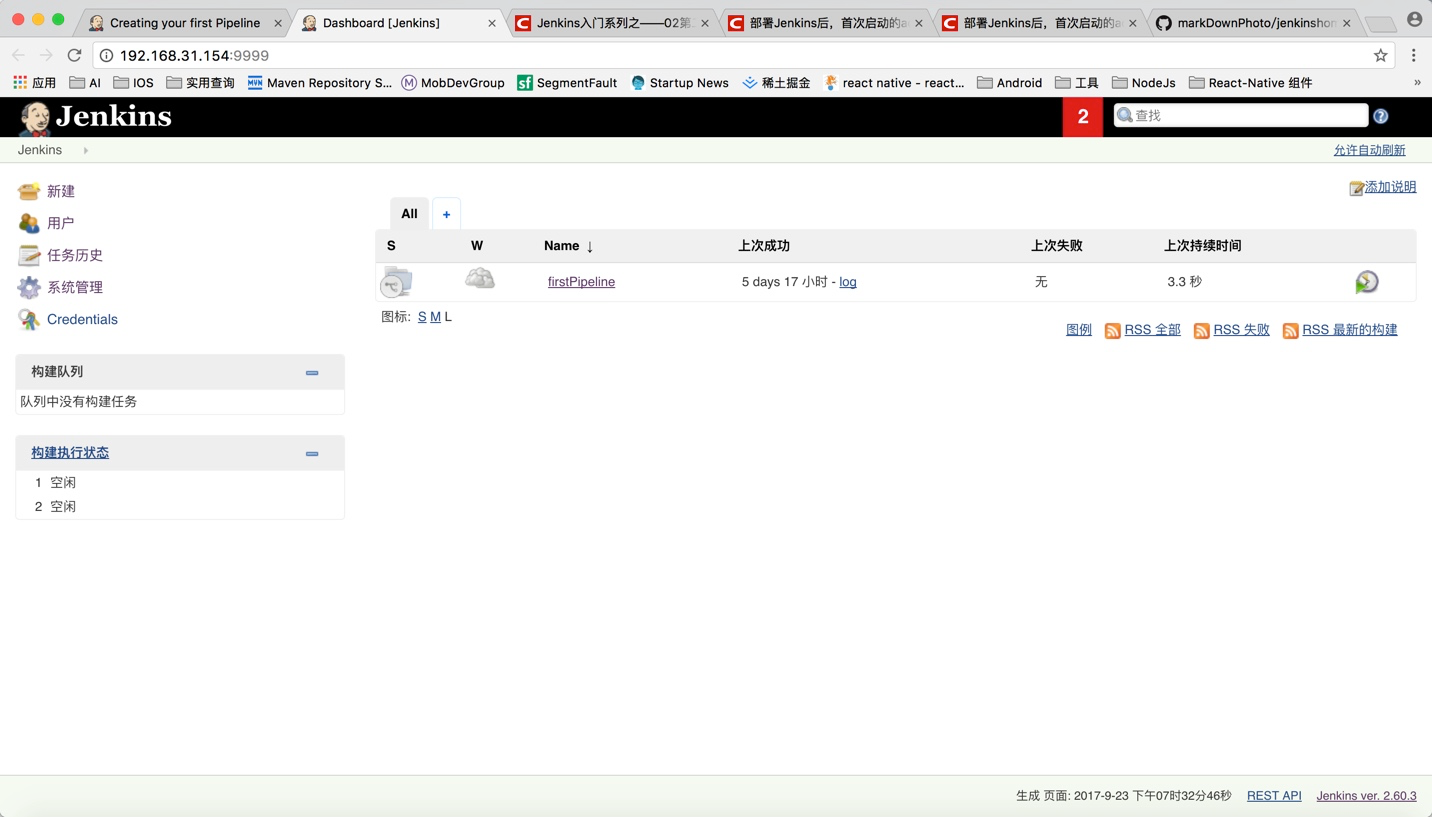 Creating your first Pipeline
Dashboard [Jenkins]
Jenkins入门系列之——02第
部署Jenkins后，首次启动的a
部署Jenkins后，首次启动的a
markDownPhoto/jenkinshom
192.168.31.154:9999
应用 AI IOS 实用查询 Maven Repository S... MobDevGroup SegmentFault Startup News 稀土掘金 react native - react... Android 工具 NodeJs React-Native 组件 »
Jenkins
2
查找
Jenkins
允许自动刷新
新建
用户
任务历史
系统管理
Credentials
构建队列
队列中没有构建任务
构建执行状态
1 空闲
2 空闲
添加说明
All +
S W Name ↓ 上次成功 上次失败 上次持续时间
firstPipeline 5 days 17 小时 - log 无 3.3 秒
图标: S M L
图例 RSS 全部 RSS 失败 RSS 最新的构建
生成 页面: 2017-9-23 下午07时32分46秒 REST API Jenkins ver. 2.60.3